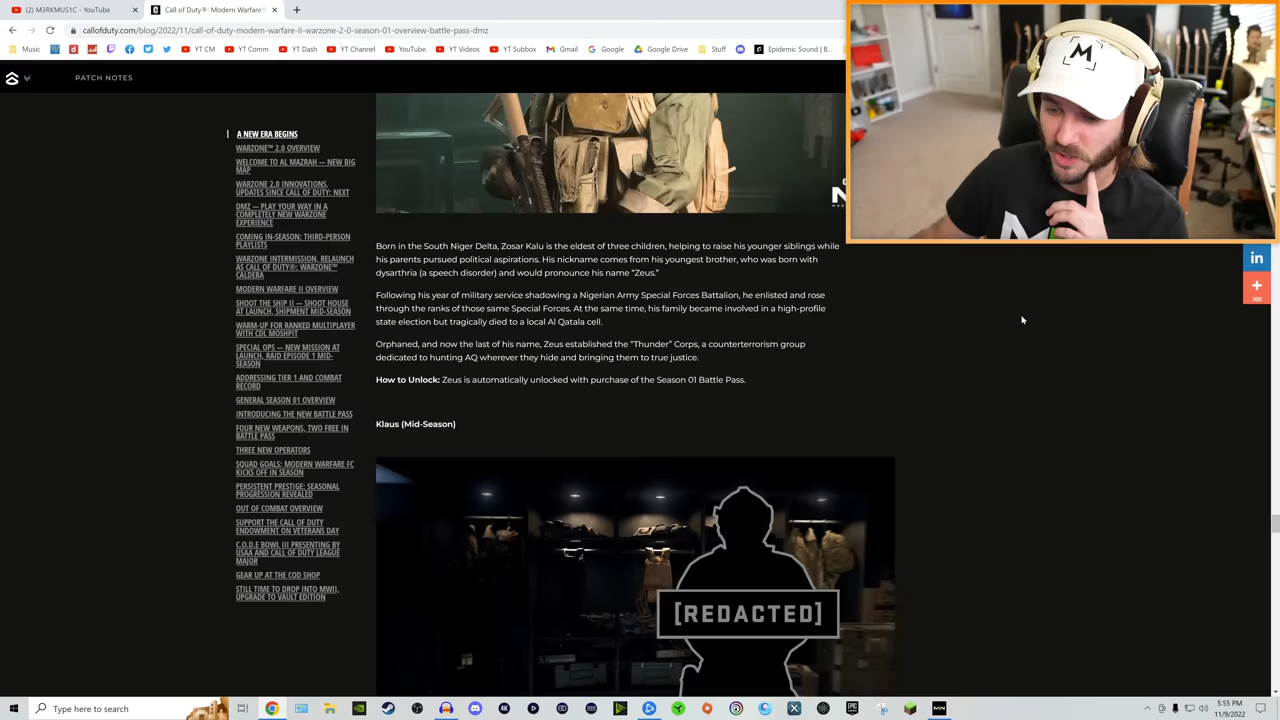 (2) M3RKMUS1C - YouTube
Call of Duty®: Modern Warfare®
callofduty.com/blog/2022/11/call-of-duty-modern-warfare-II-warzone-2-0-season-01-overview-battle-pass-dmz
Music
YT CM
YT Comm
YT Dash
YT Channel
YouTube
YT Videos
YT Subbox
Gmail
Google
Google Drive
Stuff
Epidemic Sound | B...
PATCH NOTES
A NEW ERA BEGINS
WARZONE™ 2.0 OVERVIEW
WELCOME TO AL MAZRAH — NEW BIG
MAP
WARZONE 2.0 INNOVATIONS,
UPDATES SINCE CALL OF DUTY: NEXT
DMZ — PLAY YOUR WAY IN A
COMPLETELY NEW WARZONE
EXPERIENCE
COMING IN-SEASON: THIRD-PERSON
PLAYLISTS
WARZONE INTERMISSION, RELAUNCH
AS CALL OF DUTY®: WARZONE™
CALDERA
MODERN WARFARE II OVERVIEW
SHOOT THE SHIP II — SHOOT HOUSE
AT LAUNCH, SHIPMENT MID-SEASON
WARM-UP FOR RANKED MULTIPLAYER
WITH CDL MOSHPIT
SPECIAL OPS — NEW MISSION AT
LAUNCH, RAID EPISODE 1 MID-
SEASON
ADDRESSING TIER 1 AND COMBAT
RECORD
GENERAL SEASON 01 OVERVIEW
INTRODUCING THE NEW BATTLE PASS
FOUR NEW WEAPONS, TWO FREE IN
BATTLE PASS
THREE NEW OPERATORS
SQUAD GOALS: MODERN WARFARE FC
KICKS OFF IN SEASON
PERSISTENT PRESTIGE: SEASONAL
PROGRESSION REVEALED
OUT OF COMBAT OVERVIEW
SUPPORT THE CALL OF DUTY
ENDOWMENT ON VETERANS DAY
C.O.D.E BOWL III PRESENTING BY
USAA AND CALL OF DUTY LEAGUE
MAJOR
GEAR UP AT THE COD SHOP
STILL TIME TO DROP INTO MWII,
UPGRADE TO VAULT EDITION
Born in the South Niger Delta, Zosar Kalu is the eldest of three children, helping to raise his younger siblings while
his parents pursued political aspirations. His nickname comes from his youngest brother, who was born with
dysarthria (a speech disorder) and would pronounce his name “Zeus.”
Following his year of military service shadowing a Nigerian Army Special Forces Battalion, he enlisted and rose
through the ranks of those same Special Forces. At the same time, his family became involved in a high-profile
state election but tragically died to a local Al Qatala cell.
Orphaned, and now the last of his name, Zeus established the “Thunder” Corps, a counterterrorism group
dedicated to hunting AQ wherever they hide and bringing them to true justice.
How to Unlock: Zeus is automatically unlocked with purchase of the Season 01 Battle Pass.
Klaus (Mid-Season)
[REDACTED]
in
366
M
Type here to search
5:55 PM
11/9/2022